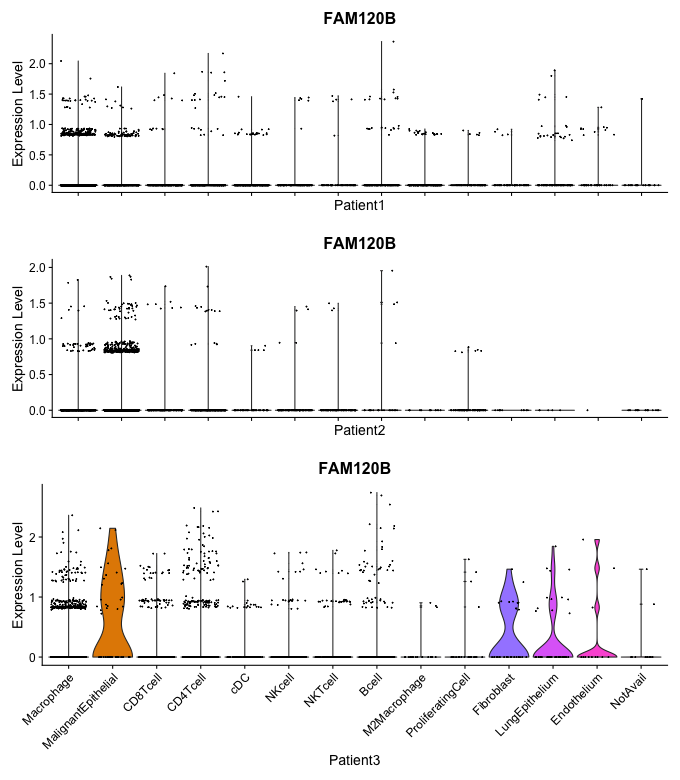 FAM120B
Expression Level
2.0
1.5
1.0
0.5
0.0
Patient1
FAM120B
Expression Level
2.0
1.5
1.0
0.5
0.0
Patient2
FAM120B
Expression Level
2
1
0
Macrophage
MalignantEpithelial
CD8Tcell
CD4Tcell
cDC
NKcell
NKTcell
Bcell
M2Macrophage
ProliferatingCell
Fibroblast
LungEpithelium
Endothelium
NotAvail
Patient3